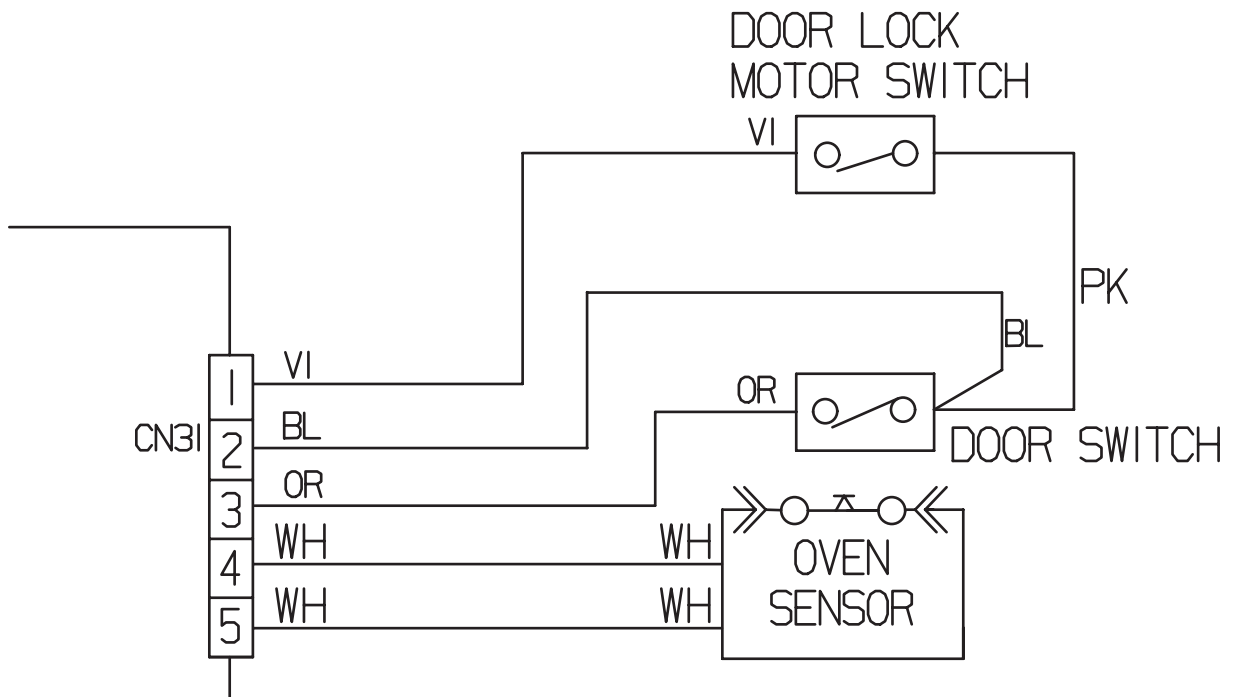 DOOR LOCK
MOTOR SWITCH
VI
PK
BL
VI
1
OR
BL
CN31
2
DOOR SWITCH
OR
3
WH
WH
4
OVEN
SENSOR
WH
WH
5